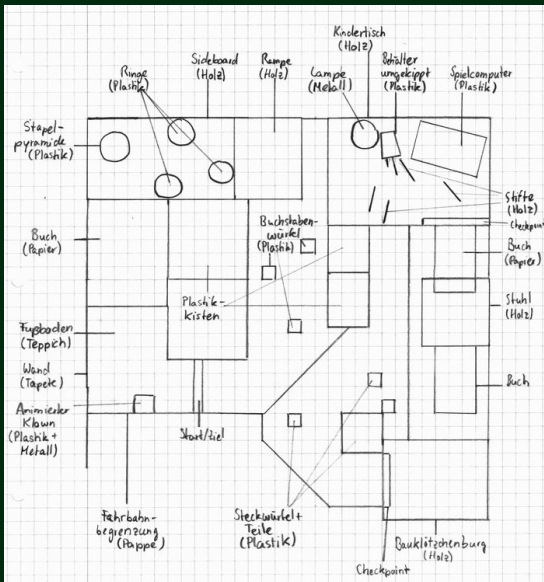 Kindertisch
(Holz)
Sideboard
(Holz)
Rampe
(Holz)
Behälter
umgekippt
(Plastik)
Ringe
(Plastik)
Lampe
(Metall)
Spielcomputer
(Plastik)
Stapel-
pyramide
(Plastik)
Stifte
(Holz)
Checkpoint
Buch
(Papier)
Buchstaben-
würfel
(Plastik)
Buch
(Papier)
Plastik-
kisten
Stuhl
(Holz)
Fußboden
(Teppich)
Wand
(Tapete)
Buch
Animierter
Klown
(Plastik+
Metall)
Start/Ziel
Fahrbahn-
begrenzung
(Pappe)
Steckwürfel+
Teile
(Plastik)
Bauklötzchenburg
(Holz)
Checkpoint